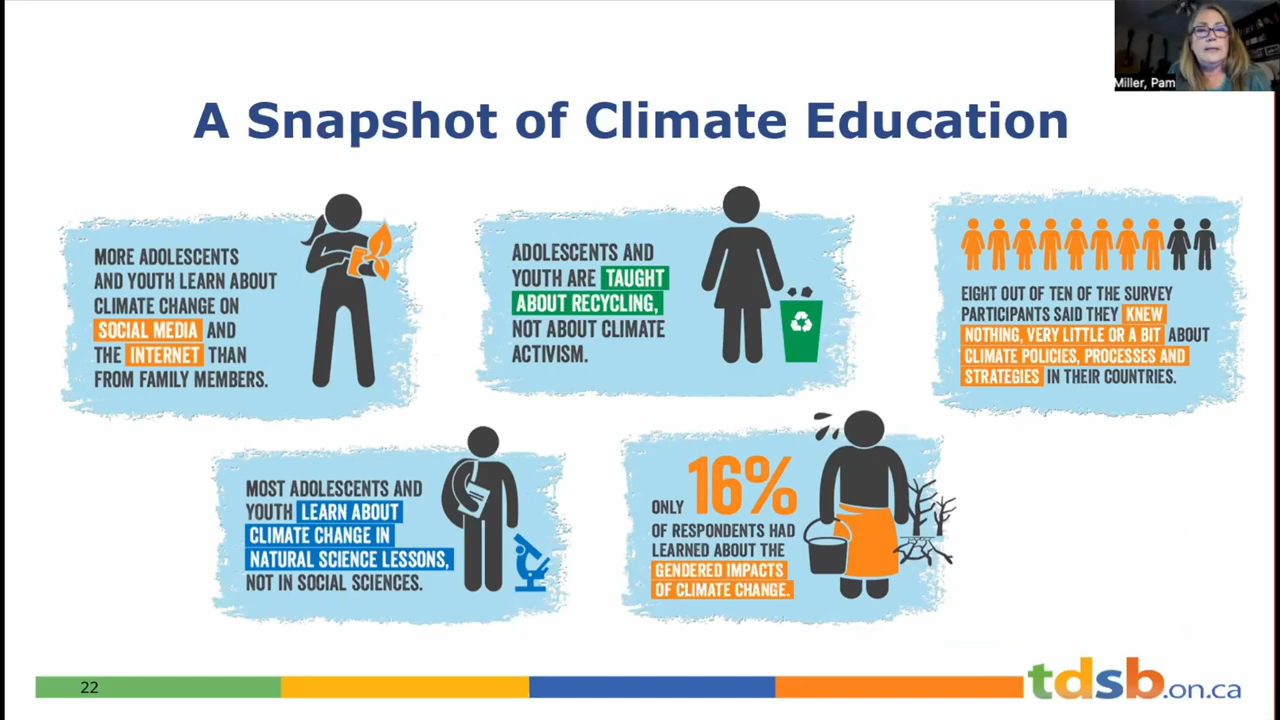 Miller, Pam
A Snapshot of Climate Education
MORE ADOLESCENTS
AND YOUTH LEARN ABOUT
CLIMATE CHANGE ON
SOCIAL MEDIA AND
THE INTERNET THAN
FROM FAMILY MEMBERS.
ADOLESCENTS AND
YOUTH ARE TAUGHT
ABOUT RECYCLING,
NOT ABOUT CLIMATE
ACTIVISM.
EIGHT OUT OF TEN OF THE SURVEY
PARTICIPANTS SAID THEY KNEW
NOTHING, VERY LITTLE OR A BIT ABOUT
CLIMATE POLICIES, PROCESSES AND
STRATEGIES IN THEIR COUNTRIES.
MOST ADOLESCENTS AND
YOUTH LEARN ABOUT
CLIMATE CHANGE IN
NATURAL SCIENCE LESSONS,
NOT IN SOCIAL SCIENCES.
ONLY 16%
OF RESPONDENTS HAD
LEARNED ABOUT THE
GENDERED IMPACTS
OF CLIMATE CHANGE.
22
tdsb.on.ca